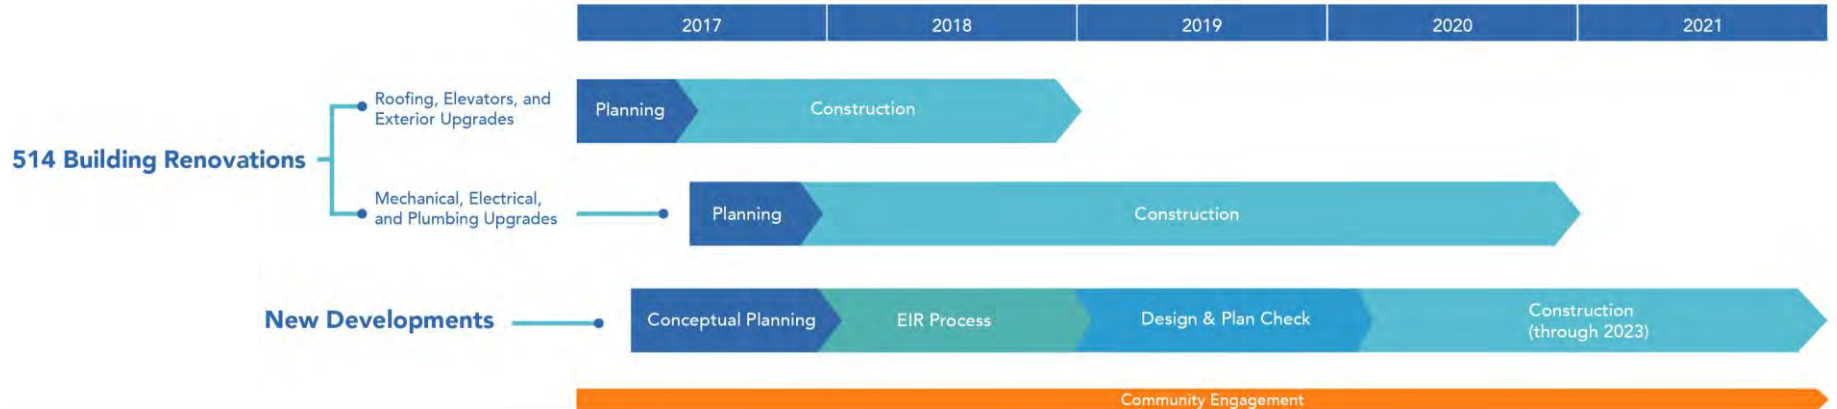 2017 2018 2019 2020 2021
Roofing, Elevators, and
Exterior Upgrades
Planning Construction
514 Building Renovations
Mechanical, Electrical,
and Plumbing Upgrades
Planning Construction
New Developments
Conceptual Planning EIR Process Design & Plan Check
Construction
(through 2023)
Community Engagement